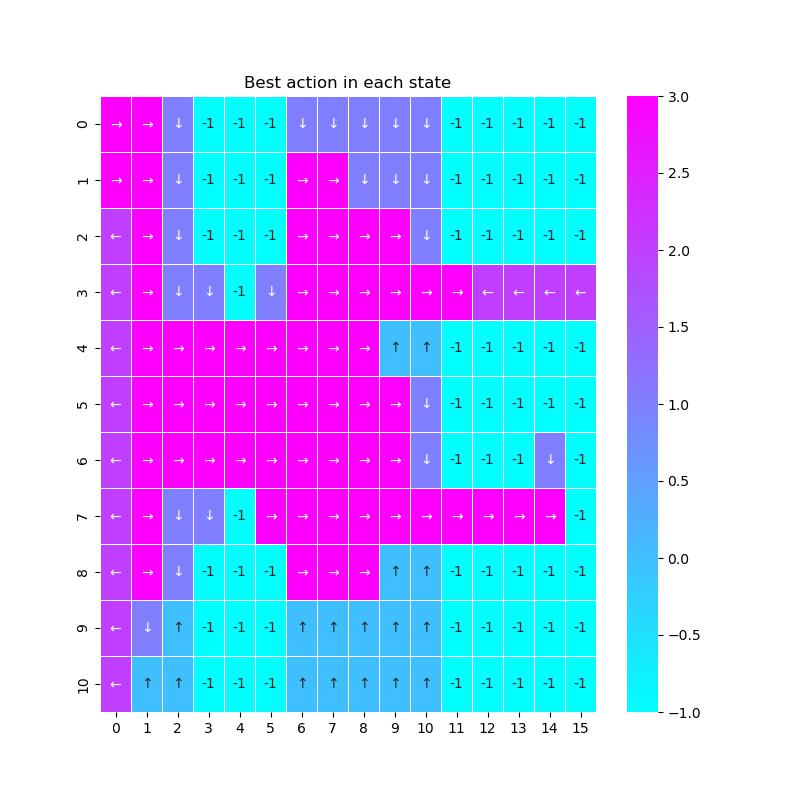 Best action in each state
0 → → ↓ -1 -1 -1 ↓ ↓ ↓ ↓ ↓ -1 -1 -1 -1 -1
1 → → ↓ -1 -1 -1 → → ↓ ↓ ↓ -1 -1 -1 -1 -1
2 ← → ↓ -1 -1 -1 → → → → ↓ -1 -1 -1 -1 -1
3 ← → ↓ ↓ -1 ↓ → → → → → → ← ← ← ←
4 ← → → → → → → → → ↑ ↑ -1 -1 -1 -1 -1
5 ← → → → → → → → → → ↓ -1 -1 -1 -1 -1
6 ← → → → → → → → → → ↓ -1 -1 -1 ↓ -1
7 ← → ↓ ↓ -1 → → → → → → → → → → -1
8 ← → ↓ -1 -1 -1 → → → ↑ ↑ -1 -1 -1 -1 -1
9 ← ↓ ↑ -1 -1 -1 ↑ ↑ ↑ ↑ ↑ -1 -1 -1 -1 -1
10 ← ↑ ↑ -1 -1 -1 ↑ ↑ ↑ ↑ ↑ -1 -1 -1 -1 -1
0 1 2 3 4 5 6 7 8 9 10 11 12 13 14 15
3.0
2.5
2.0
1.5
1.0
0.5
0.0
−0.5
−1.0